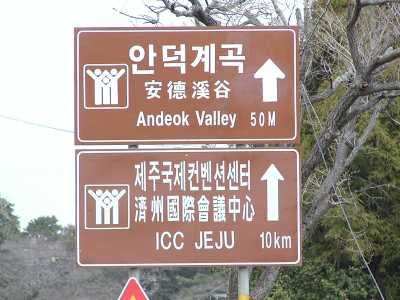 안덕계곡
安德溪谷
Andeok Valley 50M
제주국제컨벤션센터
濟州國際會議中心
ICC JEJU 10km